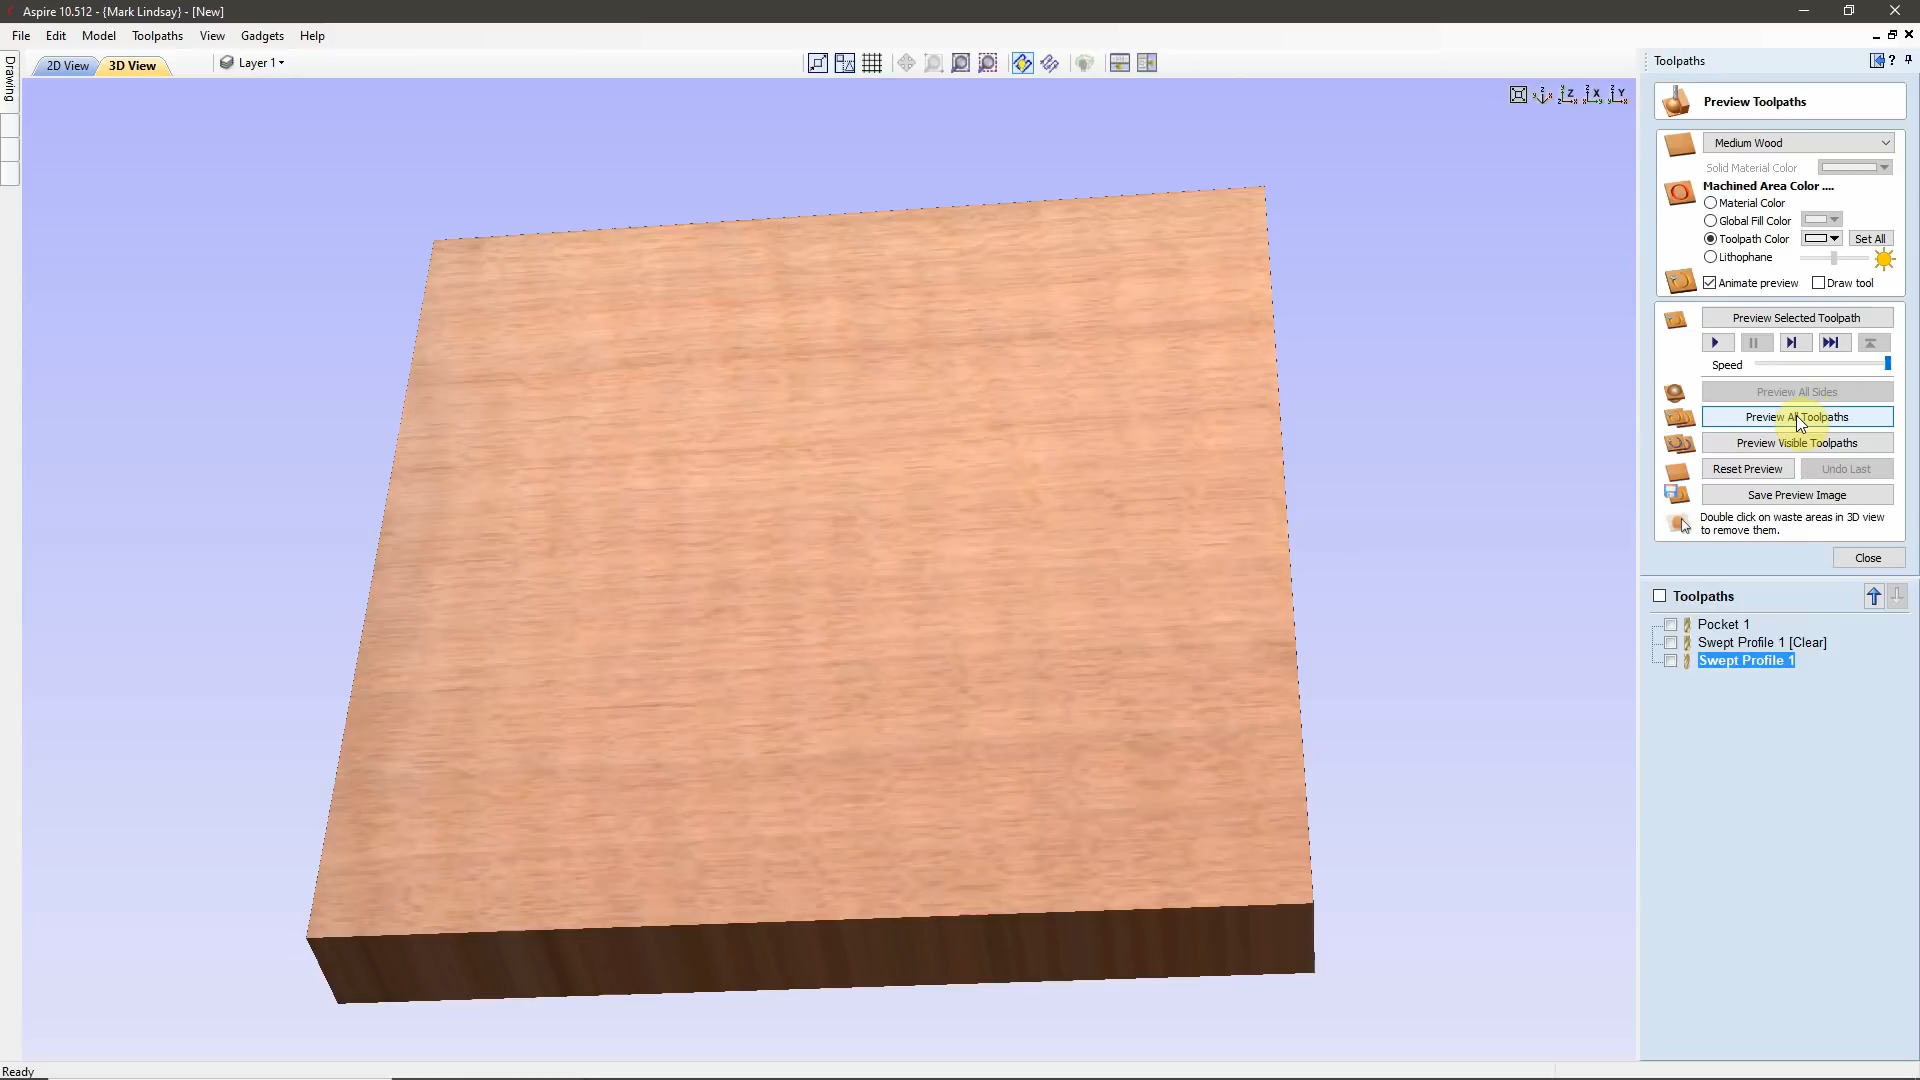 Aspire 10.512 - {Mark Lindsay} - [New]
File Edit Model Toolpaths View Gadgets Help
Drawing
2D View 3D View Layer 1
Z X Y
Toolpaths
Preview Toolpaths
Medium Wood
Solid Material Color
Machined Area Color ....
Material Color
Global Fill Color
Toolpath Color Set All
Lithophane
Animate preview Draw tool
Preview Selected Toolpath
Speed
Preview All Sides
Preview All Toolpaths
Preview Visible Toolpaths
Reset Preview Undo Last
Save Preview Image
Double click on waste areas in 3D view
to remove them.
Close
Toolpaths
Pocket 1
Swept Profile 1 [Clear]
Swept Profile 1
Ready